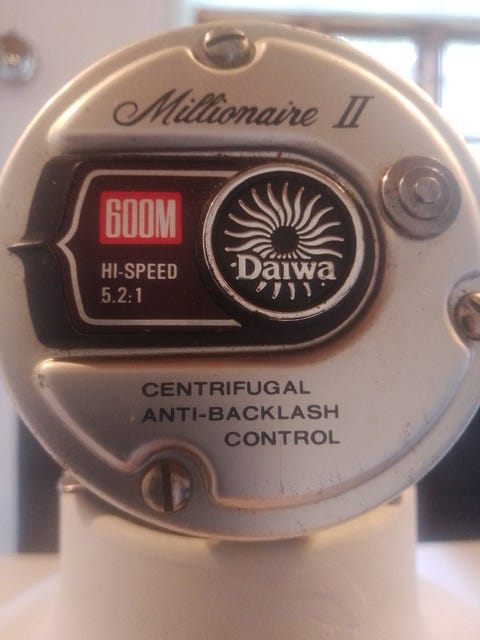 Millionaire II
600M
HI-SPEED
5.2:1
Daiwa
CENTRIFUGAL
ANTI-BACKLASH
CONTROL